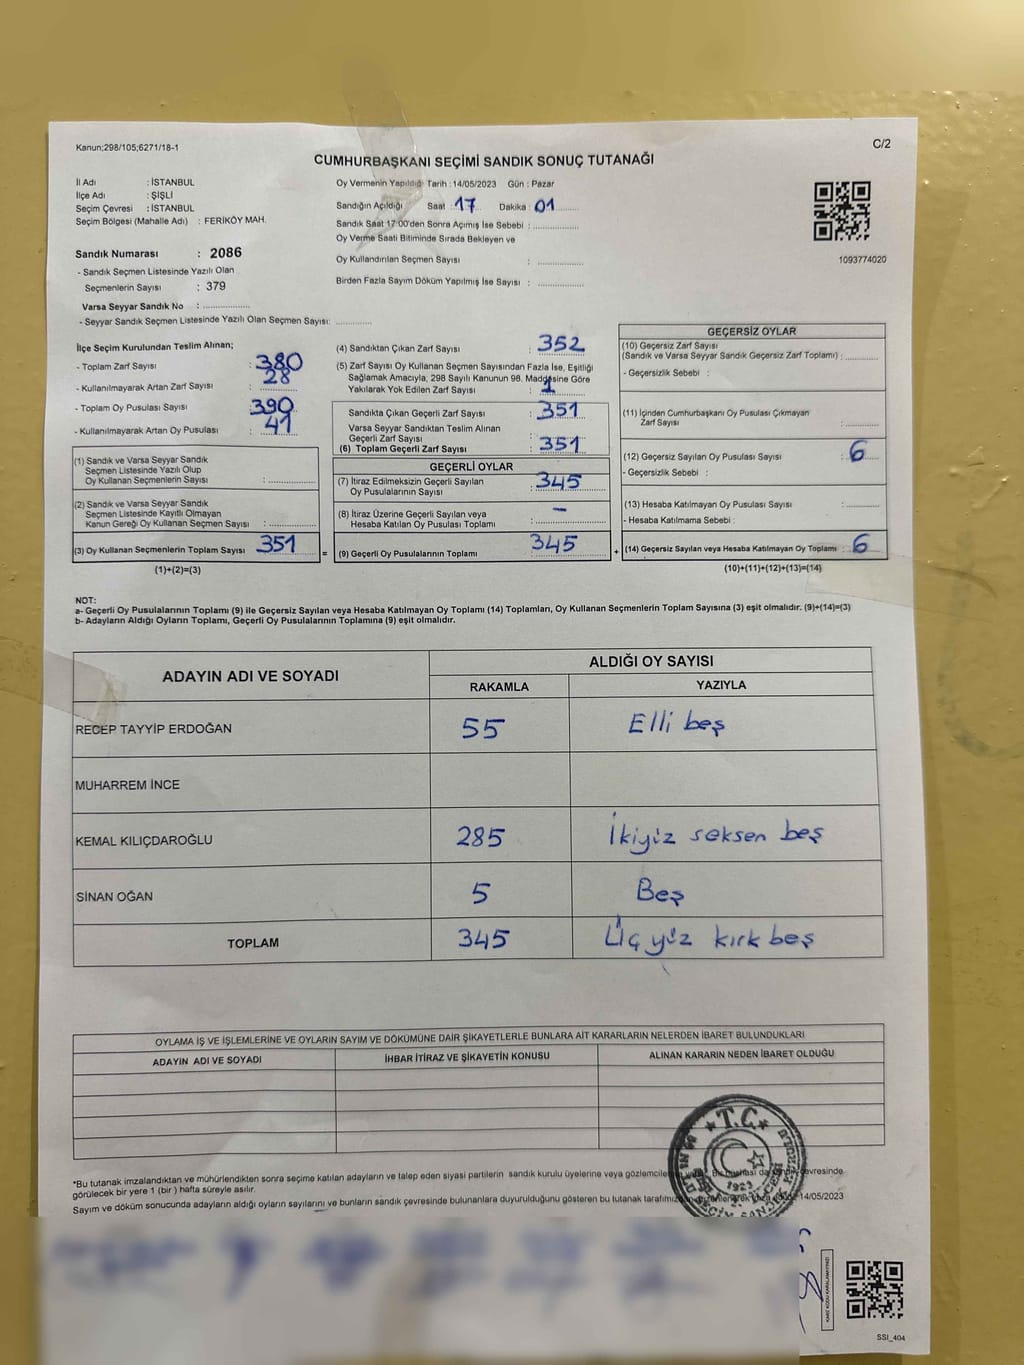 Kanun;298/105;6271/18-1
C/2
CUMHURBAŞKANI SEÇİMİ SANDIK SONUÇ TUTANAĞI
İl Adı : İSTANBUL
İlçe Adı : ŞİŞLİ
Seçim Çevresi : İSTANBUL
Seçim Bölgesi (Mahalle Adı) : FERİKÖY MAH.
Oy Vermenin Yapıldığı Tarih : 14/05/2023 Gün : Pazar
Sandığın Açıldığı Saat : 17 Dakika : 01
Sandık Saat 17:00'den Sonra Açımış İse Sebebi :
Oy Verme Saati Bitiminde Sırada Bekleyen ve
Oy Kullandırılan Seçmen Sayısı :
Birden Fazla Sayım Döküm Yapılmış İse Sayısı :
1093774020
Sandık Numarası : 2086
- Sandık Seçmen Listesinde Yazılı Olan
Seçmenlerin Sayısı : 379
Varsa Seyyar Sandık No :
- Seyyar Sandık Seçmen Listesinde Yazılı Olan Seçmen Sayısı:
İlçe Seçim Kurulundan Teslim Alınan;
- Toplam Zarf Sayısı : 380
- Kullanılmayarak Artan Zarf Sayısı : 28
- Toplam Oy Pusulası Sayısı : 390
- Kullanılmayarak Artan Oy Pusulası : 41
(1) Sandık ve Varsa Seyyar Sandık
Seçmen Listesinde Yazılı Olup
Oy Kullanan Seçmenlerin Sayısı :
(2) Sandık ve Varsa Seyyar Sandık
Seçmen Listesinde Kayıtlı Olmayan
Kanun Gereği Oy Kullanan Seçmen Sayısı :
(3) Oy Kullanan Seçmenlerin Toplam Sayısı 351 =
(1)+(2)=(3)
(4) Sandıktan Çıkan Zarf Sayısı : 352
(5) Zarf Sayısı Oy Kullanan Seçmen Sayısından Fazla İse, Eşitliği
Sağlamak Amacıyla, 298 Sayılı Kanunun 98. Maddesine Göre
Yakılarak Yok Edilen Zarf Sayısı : 1
Sandıkta Çıkan Geçerli Zarf Sayısı : 351
Varsa Seyyar Sandıktan Teslim Alınan
Geçerli Zarf Sayısı :
(6) Toplam Geçerli Zarf Sayısı : 351
GEÇERLİ OYLAR
(7) İtiraz Edilmeksizin Geçerli Sayılan
Oy Pusulalarının Sayısı : 345
(8) İtiraz Üzerine Geçerli Sayılan veya
Hesaba Katılan Oy Pusulası Toplamı : –
(9) Geçerli Oy Pusulalarının Toplamı : 345 +
GEÇERSİZ OYLAR
(10) Geçersiz Zarf Sayısı
(Sandık ve Varsa Seyyar Sandık Geçersiz Zarf Toplamı) :
- Geçersizlik Sebebi :
(11) İçinden Cumhurbaşkanı Oy Pusulası Çıkmayan
Zarf Sayısı :
(12) Geçersiz Sayılan Oy Pusulası Sayısı : 6
- Geçersizlik Sebebi :
(13) Hesaba Katılmayan Oy Pusulası Sayısı :
- Hesaba Katılmama Sebebi :
(14) Geçersiz Sayılan veya Hesaba Katılmayan Oy Toplamı : 6
(10)+(11)+(12)+(13)=(14)
NOT:
a- Geçerli Oy Pusulalarının Toplamı (9) ile Geçersiz Sayılan veya Hesaba Katılmayan Oy Toplamı (14) Toplamları, Oy Kullanan Seçmenlerin Toplam Sayısına (3) eşit olmalıdır. (9)+(14)=(3)
b- Adayların Aldığı Oyların Toplamı, Geçerli Oy Pusulalarının Toplamına (9) eşit olmalıdır.
ADAYIN ADI VE SOYADI ALDIĞI OY SAYISI
RAKAMLA YAZIYLA
RECEP TAYYİP ERDOĞAN 55 Elli beş
MUHARREM İNCE
KEMAL KILIÇDAROĞLU 285 İkiyiz seksen beş
SİNAN OĞAN 5 Beş
TOPLAM 345 Üç yüz kırk beş
OYLAMA İŞ VE İŞLEMLERİNE VE OYLARIN SAYIM VE DÖKÜMÜNE DAİR ŞİKAYETLERLE BUNLARA AİT KARARLARIN NELERDEN İBARET BULUNDUKLARI
ADAYIN ADI VE SOYADI İHBAR İTİRAZ VE ŞİKAYETİN KONUSU ALINAN KARARIN NEDEN İBARET OLDUĞU
T.C.
1923
*Bu tutanak imzalandıktan ve mühürlendikten sonra seçime katılan adayların ve talep eden siyasi partilerin sandık kurulu üyelerine veya gözlemcilerine çevresinde
görülecek bir yere 1 (bir ) hafta süreyle asılır.
Sayım ve döküm sonucunda adayların aldığı oyların sayılarını ve bunların sandık çevresinde bulunanlara duyurulduğunu gösteren bu tutanak 14/05/2023
KARE KODU KARALAMAYINIZ!
SSI_404